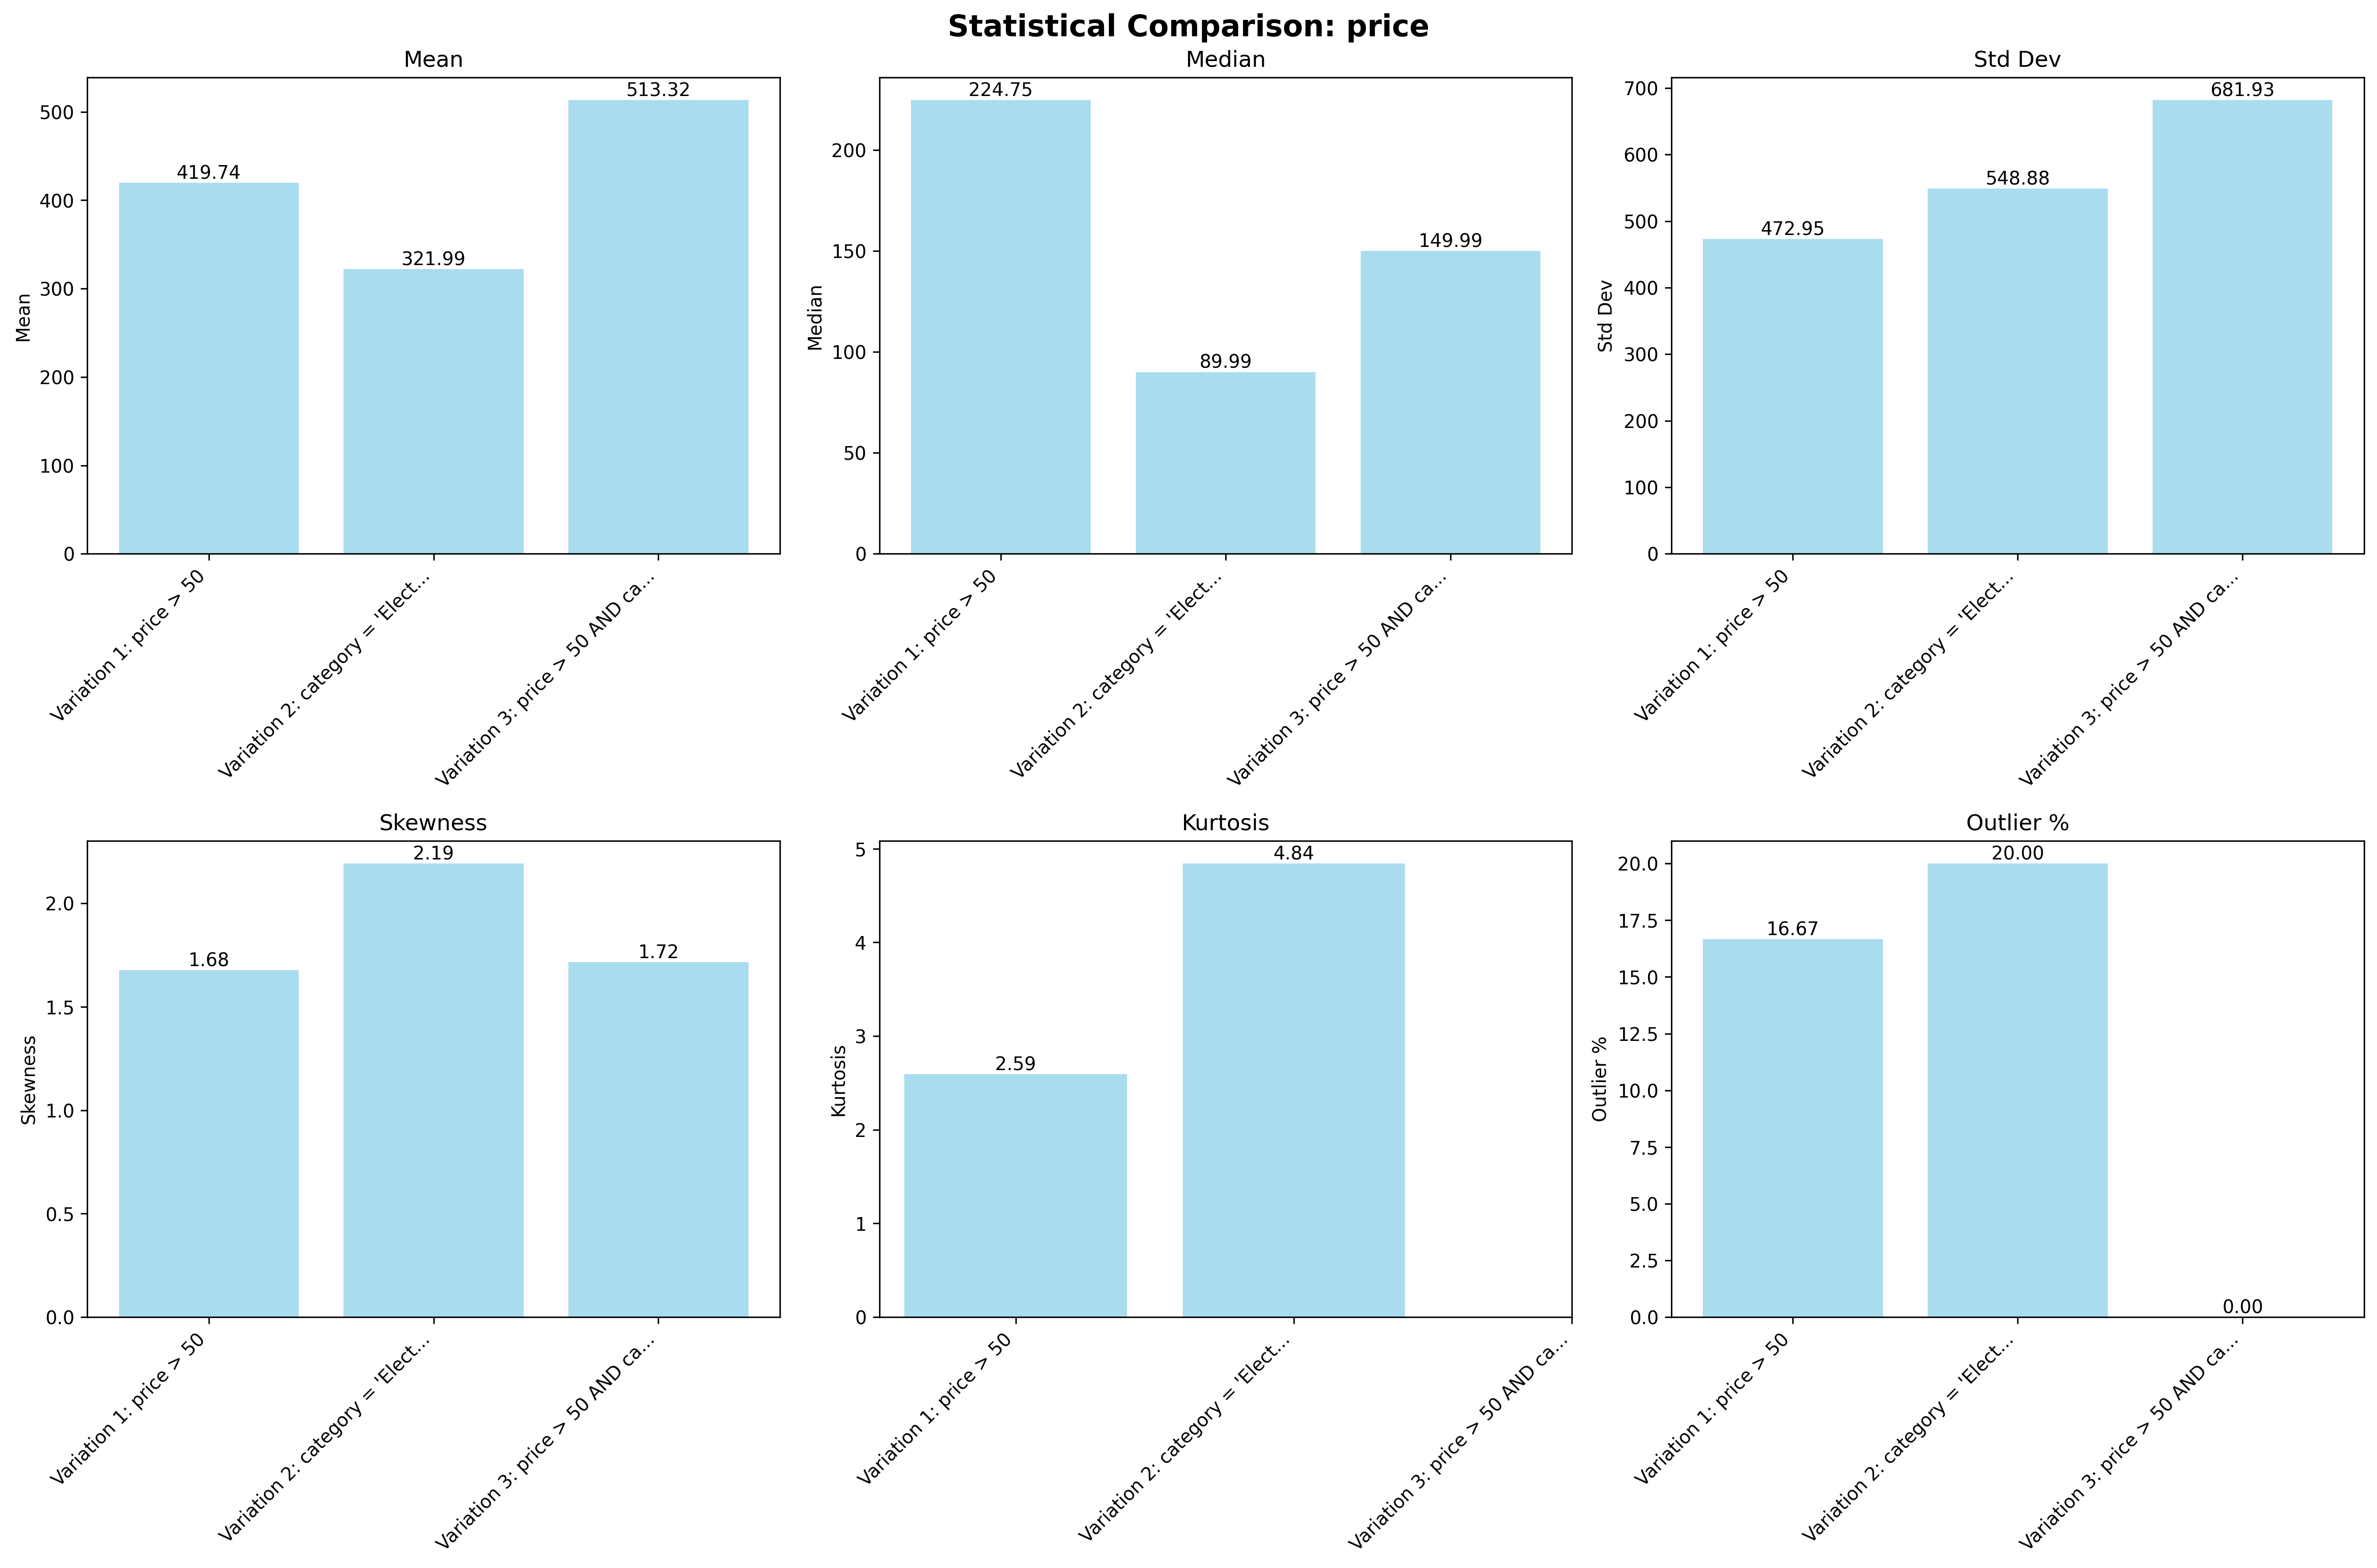 Statistical Comparison: price
Mean
Mean
0
100
200
300
400
500
419.74
321.99
513.32
Variation 1: price > 50
Variation 2: category = 'Elect...
Variation 3: price > 50 AND ca...
Median
Median
0
50
100
150
200
224.75
89.99
149.99
Variation 1: price > 50
Variation 2: category = 'Elect...
Variation 3: price > 50 AND ca...
Std Dev
Std Dev
0
100
200
300
400
500
600
700
472.95
548.88
681.93
Variation 1: price > 50
Variation 2: category = 'Elect...
Variation 3: price > 50 AND ca...
Skewness
Skewness
0.0
0.5
1.0
1.5
2.0
1.68
2.19
1.72
Variation 1: price > 50
Variation 2: category = 'Elect...
Variation 3: price > 50 AND ca...
Kurtosis
Kurtosis
0
1
2
3
4
5
2.59
4.84
Variation 1: price > 50
Variation 2: category = 'Elect...
Variation 3: price > 50 AND ca...
Outlier %
Outlier %
0.0
2.5
5.0
7.5
10.0
12.5
15.0
17.5
20.0
16.67
20.00
0.00
Variation 1: price > 50
Variation 2: category = 'Elect...
Variation 3: price > 50 AND ca...